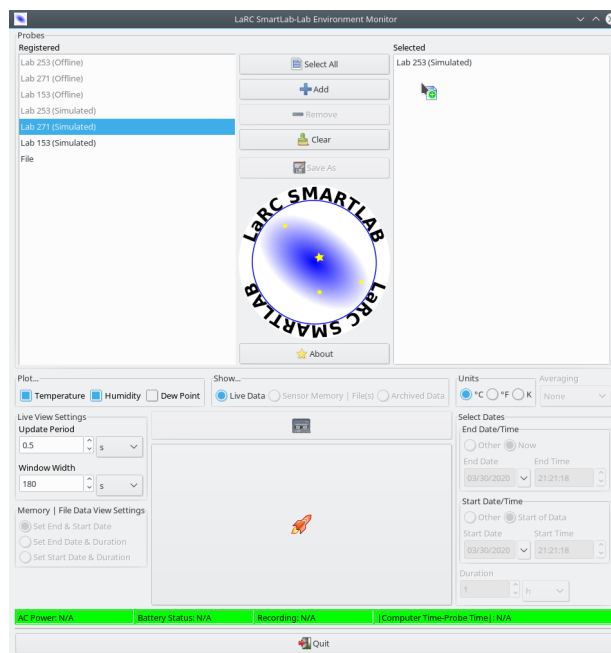 LaRC SmartLab-Lab Environment Monitor
Probes
Registered
Lab 253 (Offline)
Lab 271 (Offline)
Lab 153 (Offline)
Lab 253 (Simulated)
Lab 271 (Simulated)
Lab 153 (Simulated)
File
Select All
Add
Remove
Clear
Save As
LaRC SMARTLAB
LaRC SMARTLAB
About
Selected
Lab 253 (Simulated)
Plot...
Temperature Humidity Dew Point
Show...
Live Data Sensor Memory | File(s) Archived Data
Units
°C °F K
Averaging
None
Live View Settings
Update Period
0.5 s
Window Width
180 s
Memory | File Data View Settings
Set End & Start Date
Set End Date & Duration
Set Start Date & Duration
Select Dates
End Date/Time
Other Now
End Date End Time
03/30/2020 21:21:18
Start Date/Time
Other Start of Data
Start Date Start Time
03/30/2020 21:21:18
Duration
1 h
AC Power: N/A Battery Status: N/A Recording: N/A |Computer Time-Probe Time|: N/A
Quit